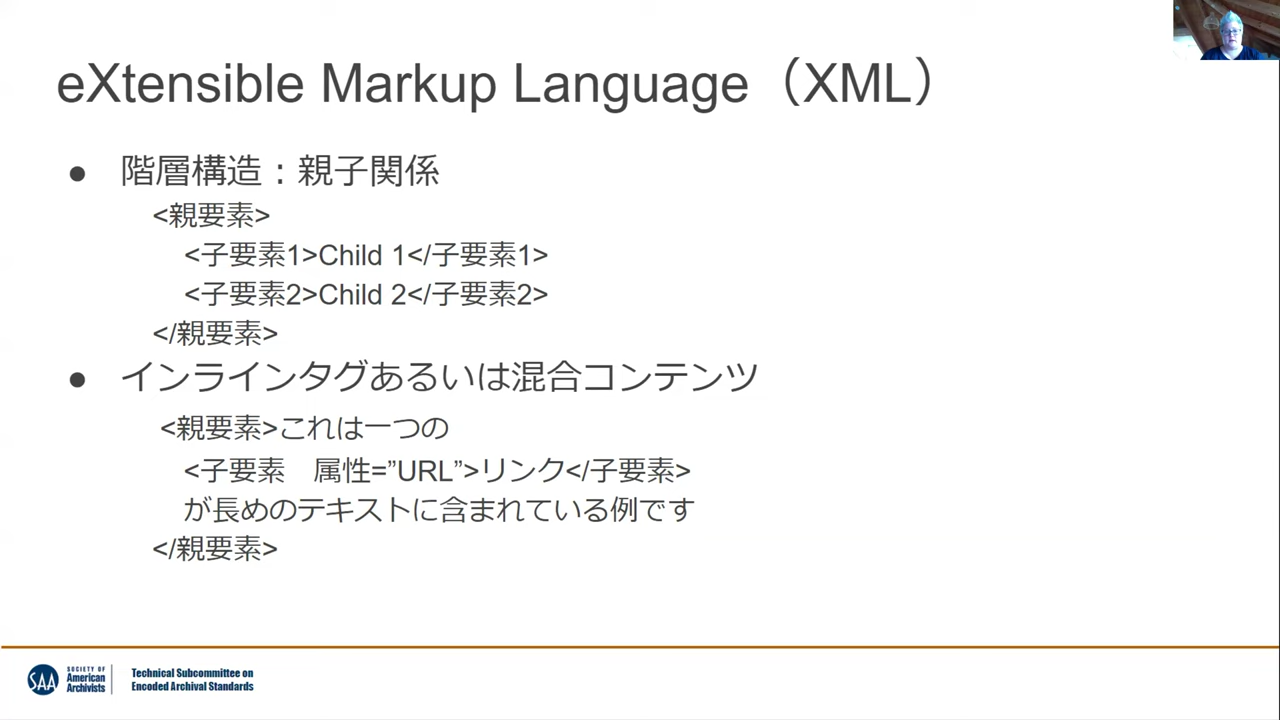 eXtensible Markup Language（XML）
● 階層構造：親子関係
<親要素>
<子要素1>Child 1</子要素1>
<子要素2>Child 2</子要素2>
</親要素>
● インラインタグあるいは混合コンテンツ
<親要素>これは一つの
<子要素　属性=”URL”>リンク</子要素>
が長めのテキストに含まれている例です
</親要素>
SAA
SOCIETY OF
American
Archivists
Technical Subcommittee on
Encoded Archival Standards